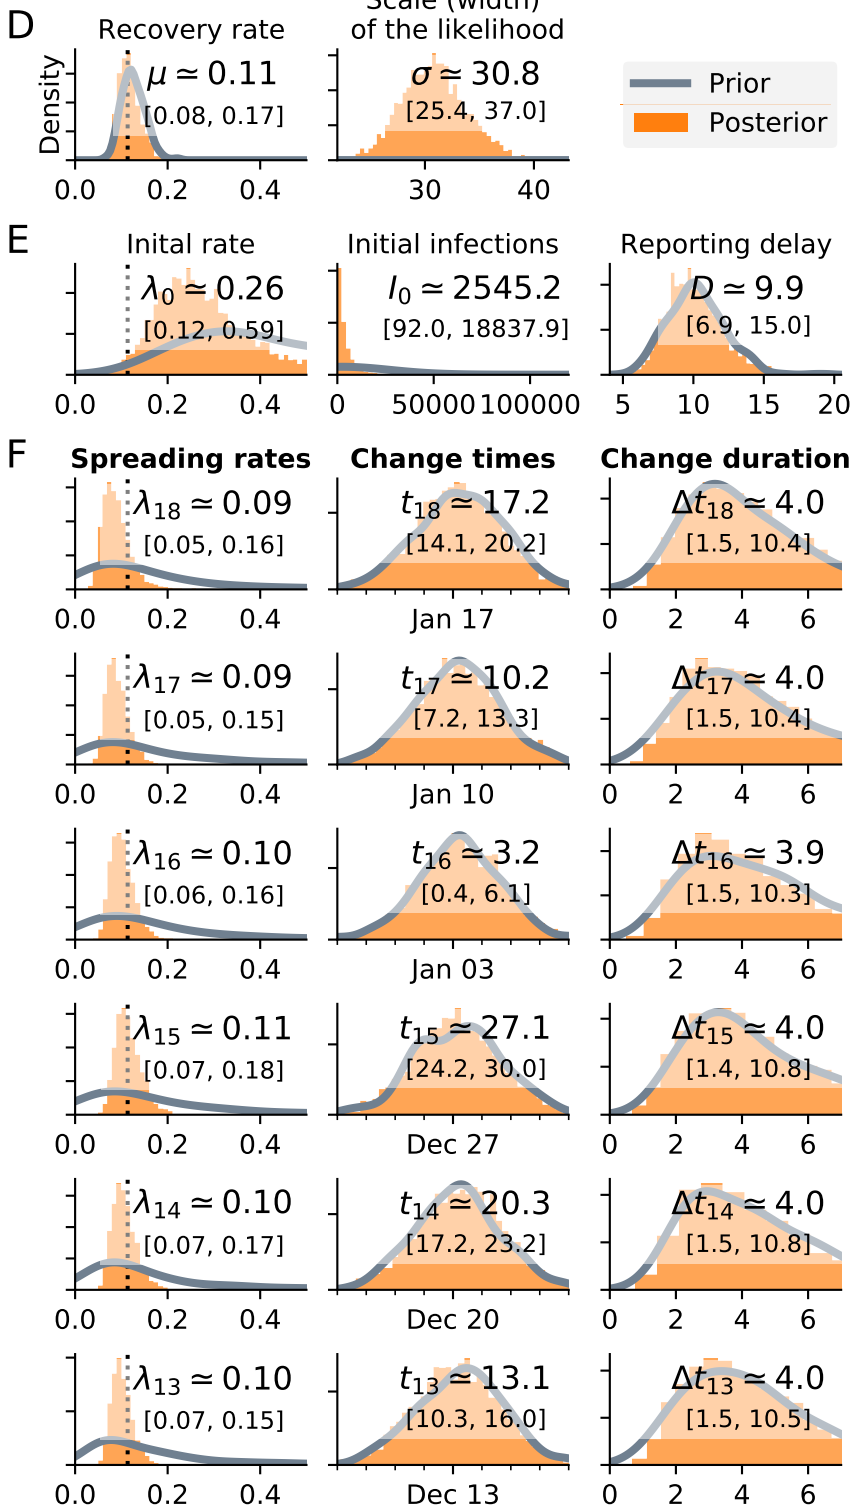 D
Recovery rate
Density
μ ≃ 0.11
[0.08, 0.17]
0.0 0.2 0.4
Scale (width)
of the likelihood
σ ≃ 30.8
[25.4, 37.0]
30 40
Prior
Posterior
E
Inital rate
λ0 ≃ 0.26
[0.12, 0.59]
0.0 0.2 0.4
Initial infections
I0 ≃ 2545.2
[92.0, 18837.9]
0 50000 100000
Reporting delay
D ≃ 9.9
[6.9, 15.0]
5 10 15 20
F
Spreading rates Change times Change duration
λ18 ≃ 0.09
[0.05, 0.16]
0.0 0.2 0.4
t18 ≃ 17.2
[14.1, 20.2]
Jan 17
Δt18 ≃ 4.0
[1.5, 10.4]
0 2 4 6
λ17 ≃ 0.09
[0.05, 0.15]
0.0 0.2 0.4
t17 ≃ 10.2
[7.2, 13.3]
Jan 10
Δt17 ≃ 4.0
[1.5, 10.4]
0 2 4 6
λ16 ≃ 0.10
[0.06, 0.16]
0.0 0.2 0.4
t16 ≃ 3.2
[0.4, 6.1]
Jan 03
Δt16 ≃ 3.9
[1.5, 10.3]
0 2 4 6
λ15 ≃ 0.11
[0.07, 0.18]
0.0 0.2 0.4
t15 ≃ 27.1
[24.2, 30.0]
Dec 27
Δt15 ≃ 4.0
[1.4, 10.8]
0 2 4 6
λ14 ≃ 0.10
[0.07, 0.17]
0.0 0.2 0.4
t14 ≃ 20.3
[17.2, 23.2]
Dec 20
Δt14 ≃ 4.0
[1.5, 10.8]
0 2 4 6
λ13 ≃ 0.10
[0.07, 0.15]
0.0 0.2 0.4
t13 ≃ 13.1
[10.3, 16.0]
Dec 13
Δt13 ≃ 4.0
[1.5, 10.5]
0 2 4 6